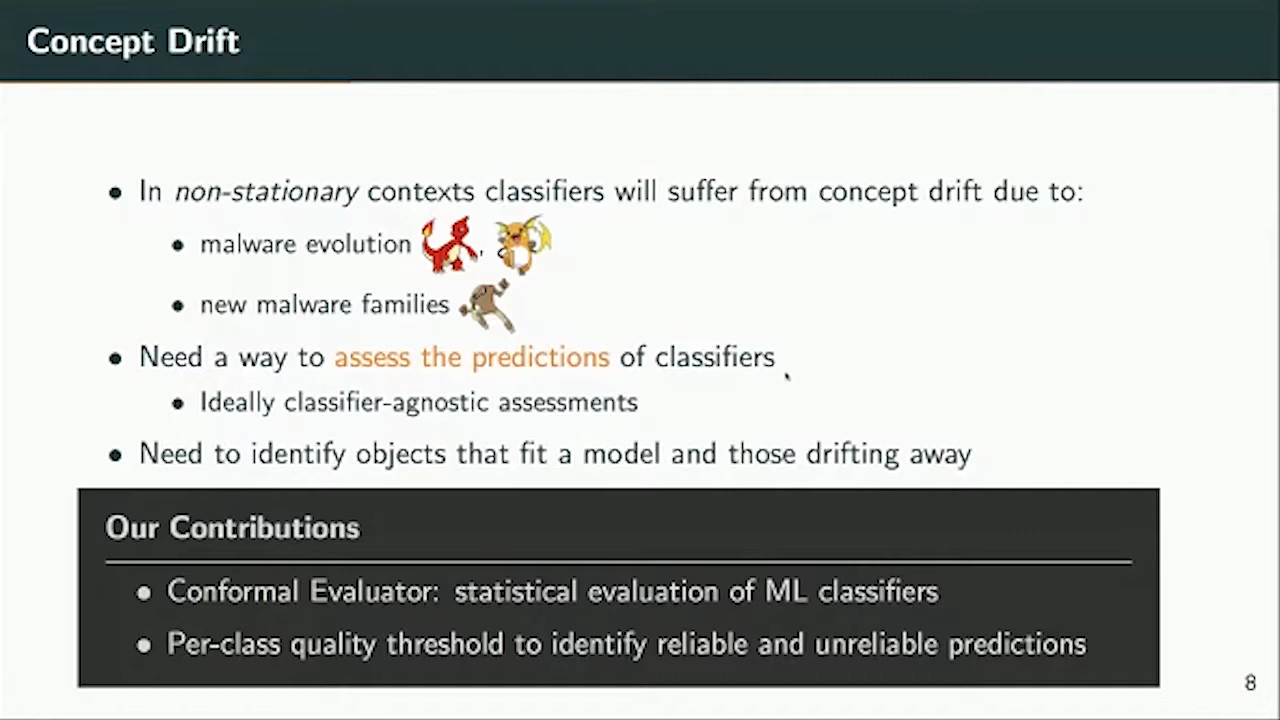 Concept Drift
• In non-stationary contexts classifiers will suffer from concept drift due to:
• malware evolution ,
• new malware families
• Need a way to assess the predictions of classifiers
• Ideally classifier-agnostic assessments
• Need to identify objects that fit a model and those drifting away
Our Contributions
• Conformal Evaluator: statistical evaluation of ML classifiers
• Per-class quality threshold to identify reliable and unreliable predictions
8